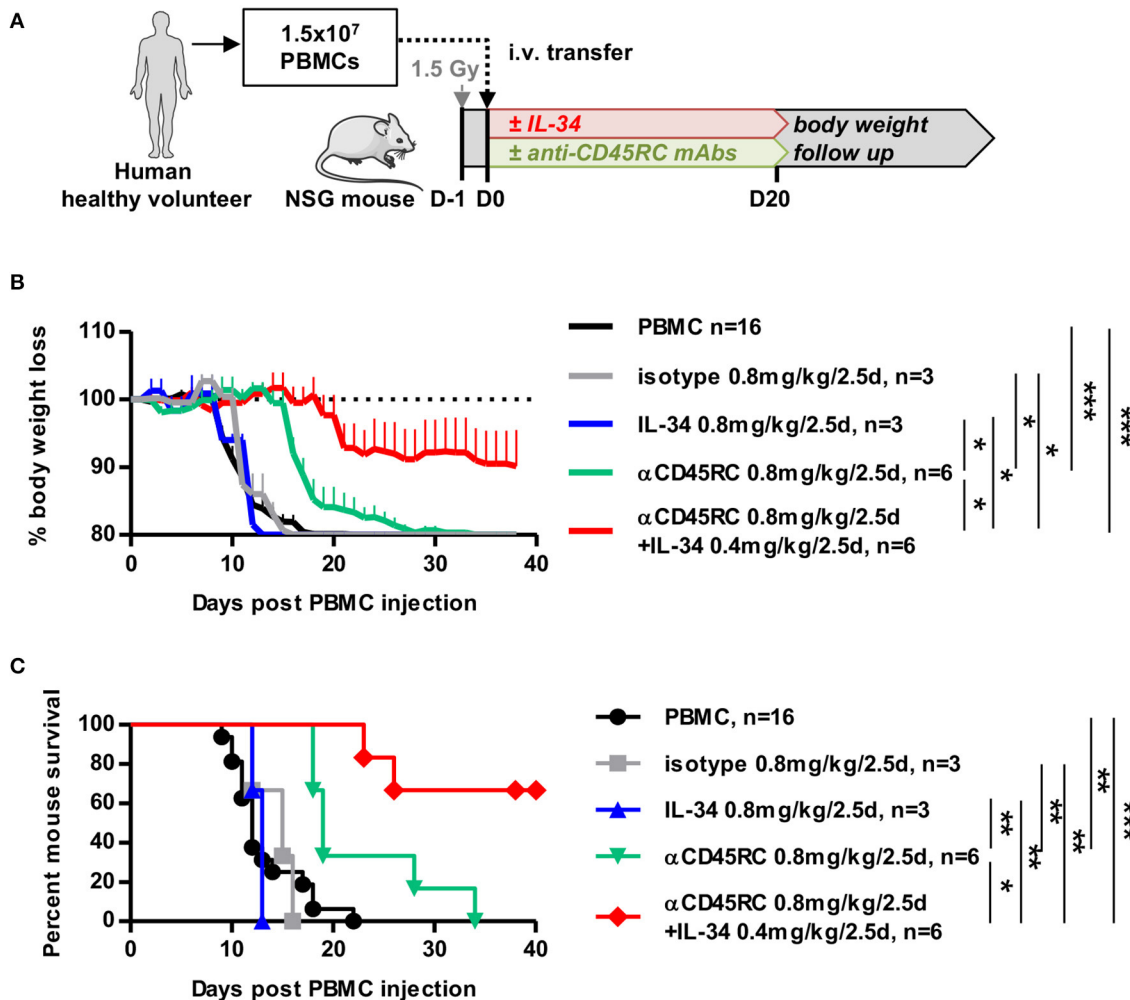 A
1.5x10⁷
PBMCs
i.v. transfer
1.5 Gy
± IL-34
± anti-CD45RC mAbs
body weight
follow up
Human
healthy volunteer
NSG mouse
D-1
D0
D20
B
% body weight loss
110
100
90
80
0
10
20
30
40
Days post PBMC injection
PBMC n=16
isotype 0.8mg/kg/2.5d, n=3
IL-34 0.8mg/kg/2.5d, n=3
αCD45RC 0.8mg/kg/2.5d, n=6
αCD45RC 0.8mg/kg/2.5d
+IL-34 0.4mg/kg/2.5d, n=6
*
*
*
*
*
*
***
***
C
Percent mouse survival
100
80
60
40
20
0
0
10
20
30
40
Days post PBMC injection
PBMC, n=16
isotype 0.8mg/kg/2.5d, n=3
IL-34 0.8mg/kg/2.5d, n=3
αCD45RC 0.8mg/kg/2.5d, n=6
αCD45RC 0.8mg/kg/2.5d
+IL-34 0.4mg/kg/2.5d, n=6
**
*
**
**
**
**
***